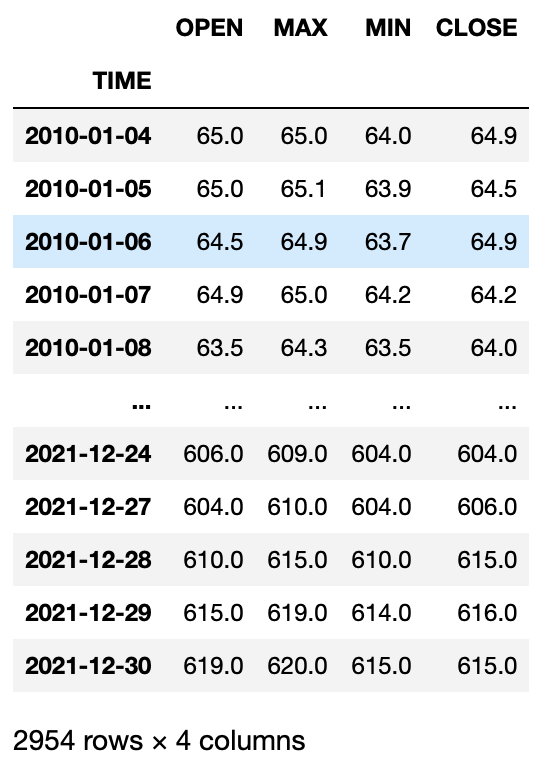 OPEN MAX MIN CLOSE
TIME
2010-01-04 65.0 65.0 64.0 64.9
2010-01-05 65.0 65.1 63.9 64.5
2010-01-06 64.5 64.9 63.7 64.9
2010-01-07 64.9 65.0 64.2 64.2
2010-01-08 63.5 64.3 63.5 64.0
... ... ... ... ...
2021-12-24 606.0 609.0 604.0 604.0
2021-12-27 604.0 610.0 604.0 606.0
2021-12-28 610.0 615.0 610.0 615.0
2021-12-29 615.0 619.0 614.0 616.0
2021-12-30 619.0 620.0 615.0 615.0
2954 rows × 4 columns